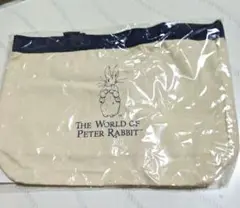 THE WORLD OF
PETER RABBIT